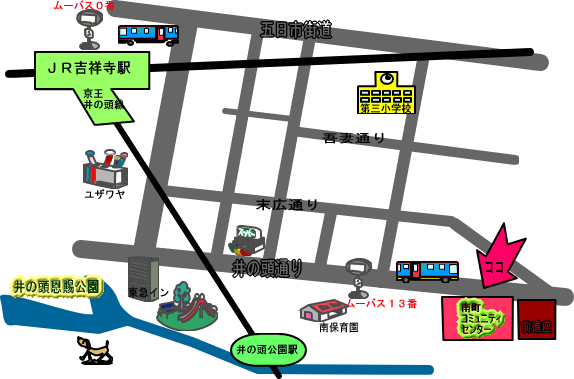 ムーバス０番
五日市街道
ＪＲ吉祥寺駅
京王
井の頭線
第三小学校
吾妻通り
ユザワヤ
末広通り
スーパー
井の頭通り
ココ
井の頭恩賜公園
東急イン
ムーバス１３番
南保育園
南町
コミュニティ
センター
前進座
井の頭公園駅